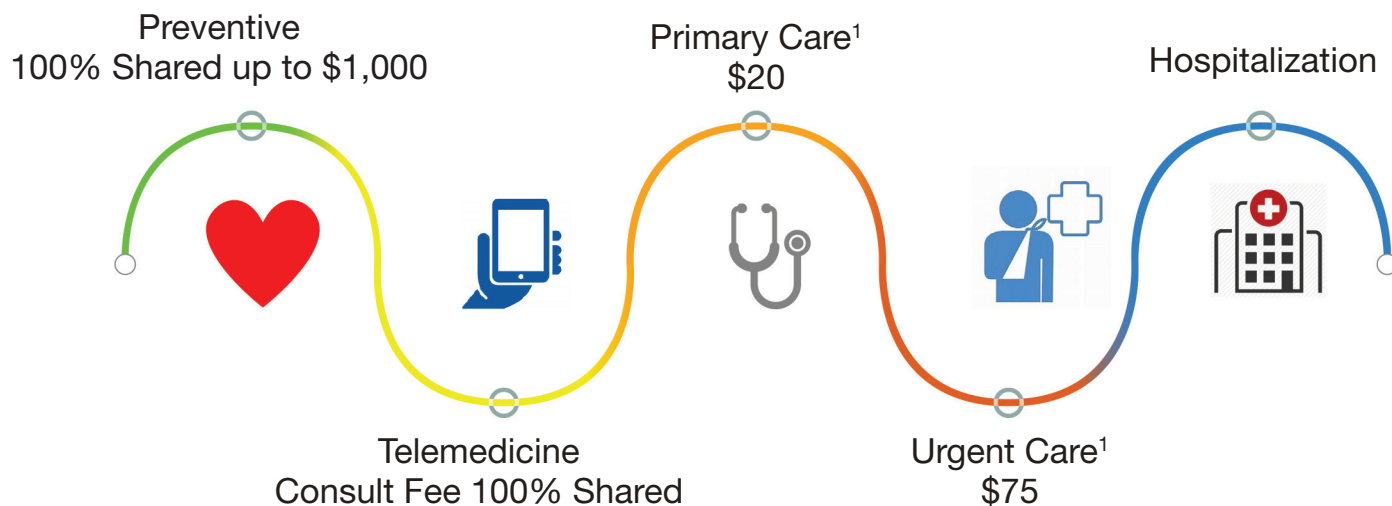 Preventive
100% Shared up to $1,000
Telemedicine
Consult Fee 100% Shared
Primary Care¹
$20
Urgent Care¹
$75
Hospitalization